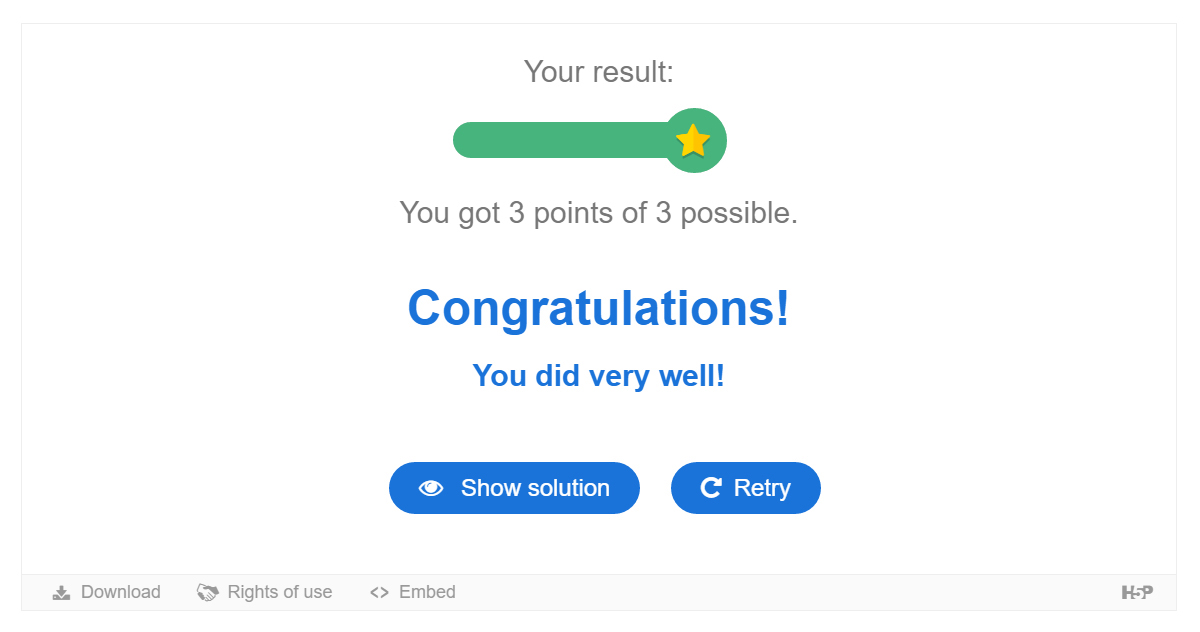 Your result:
You got 3 points of 3 possible.
Congratulations!
You did very well!
Show solution
Retry
Download
Rights of use
Embed
H5P